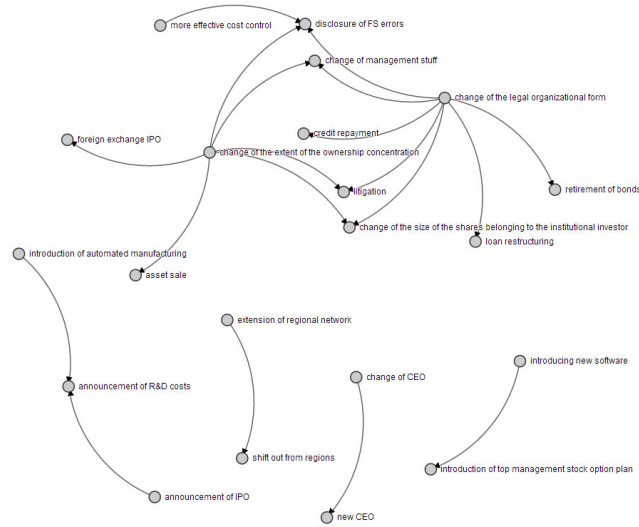 more effective cost control
disclosure of FS errors
change of management stuff
change of the legal organizational form
credit repayment
foreign exchange IPO
change of the extent of the ownership concentration
litigation
retirement of bonds
change of the size of the shares belonging to the institutional investor
loan restructuring
introduction of automated manufacturing
asset sale
extension of regional network
introducing new software
change of CEO
announcement of R&D costs
shift out from regions
introduction of top management stock option plan
announcement of IPO
new CEO